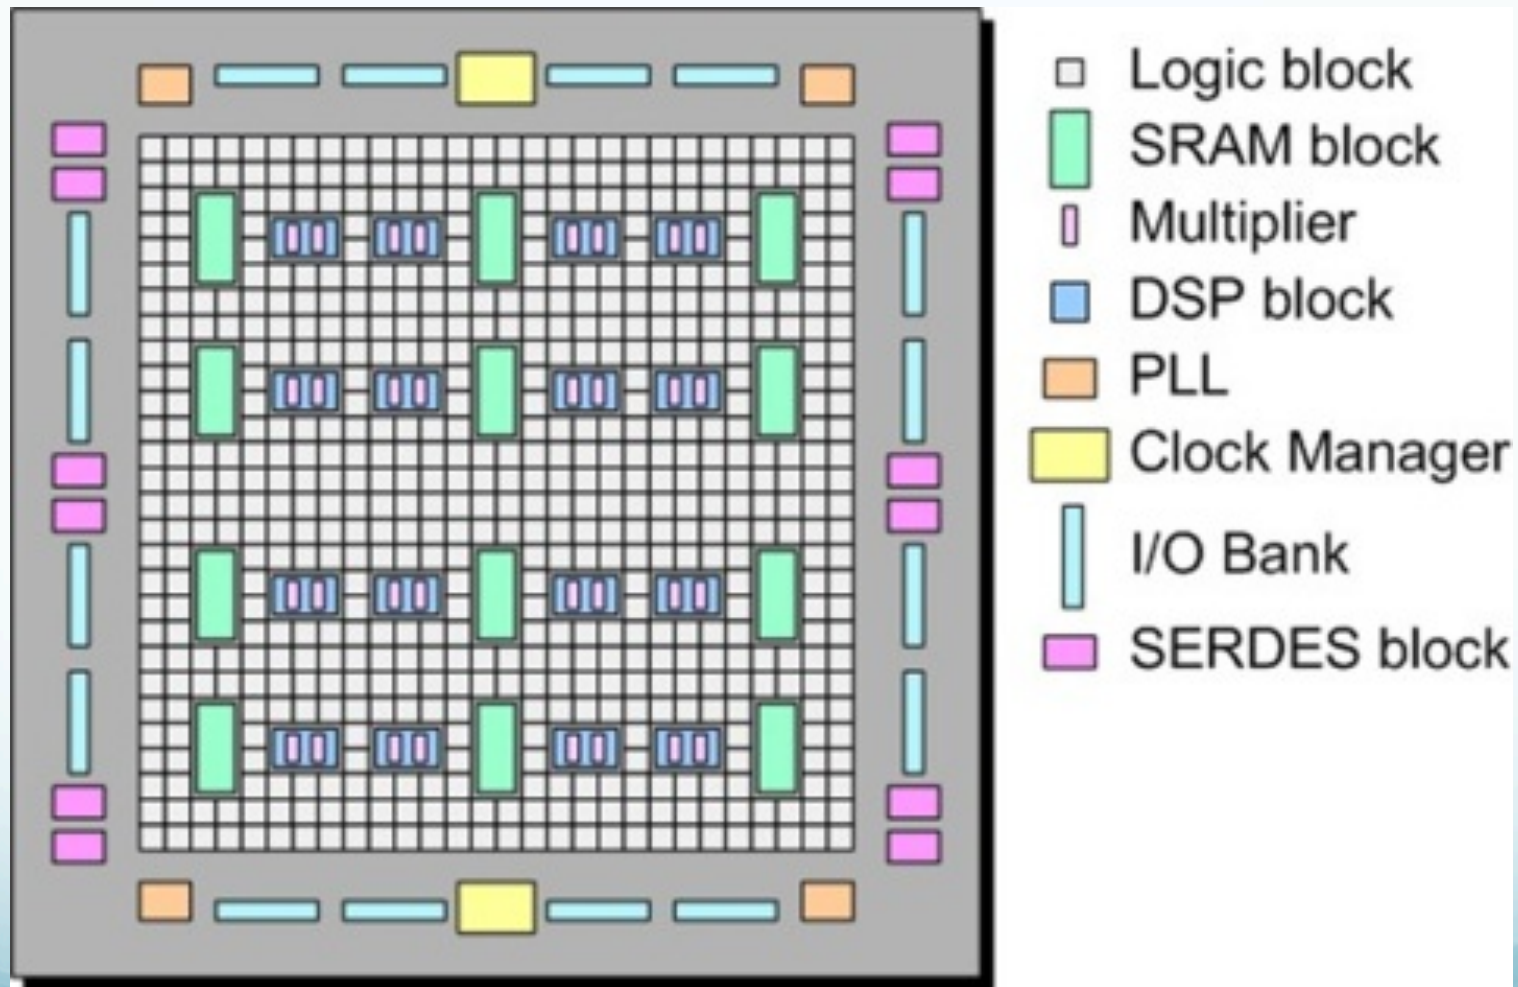 Logic block
SRAM block
Multiplier
DSP block
PLL
Clock Manager
I/O Bank
SERDES block